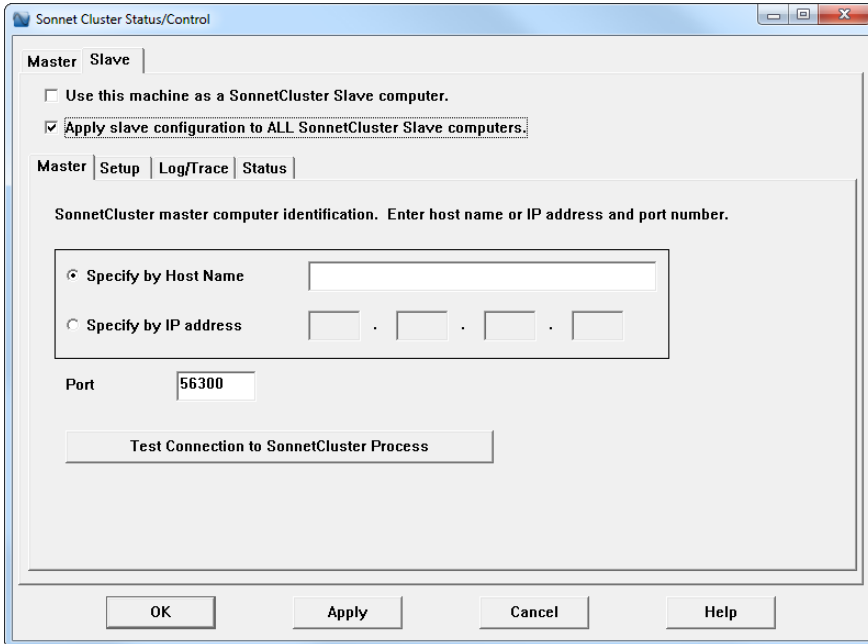 Sonnet Cluster Status/Control
Master Slave
Use this machine as a SonnetCluster Slave computer.
Apply slave configuration to ALL SonnetCluster Slave computers.
Master Setup Log/Trace Status
SonnetCluster master computer identification. Enter host name or IP address and port number.
Specify by Host Name
Specify by IP address . . .
Port 56300
Test Connection to SonnetCluster Process
OK Apply Cancel Help